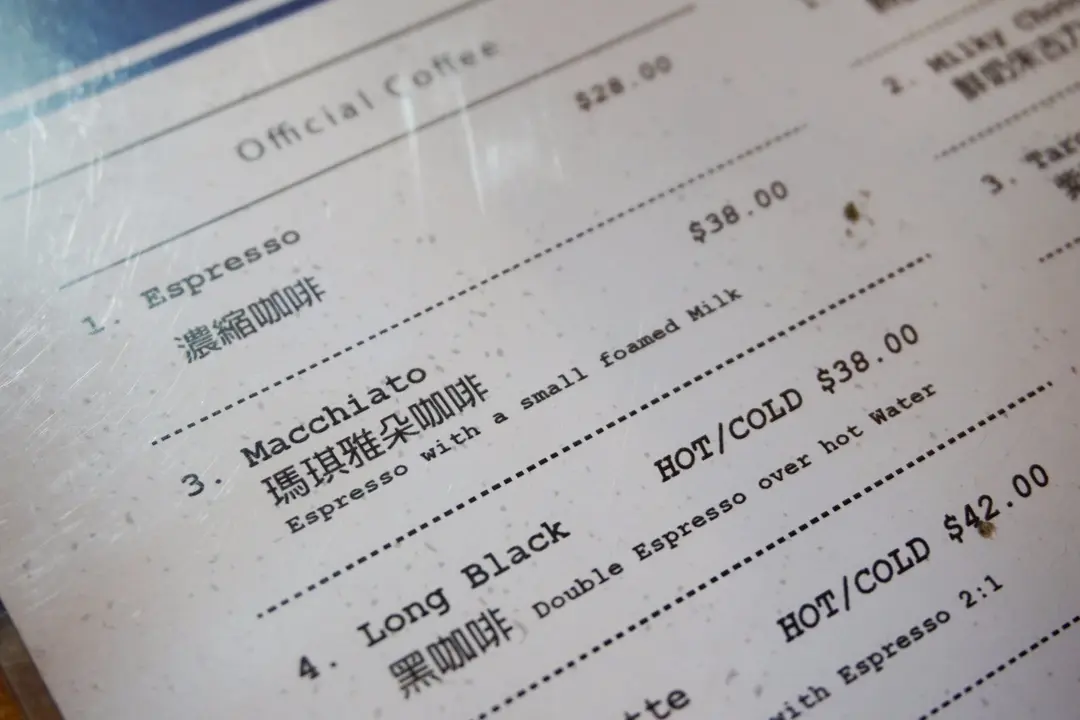 Official Coffee
1. Espresso $28.00
濃縮咖啡
3. Macchiato $38.00
瑪琪雅朵咖啡
Espresso with a small foamed Milk
4. Long Black HOT/COLD $38.00
黑咖啡 Double Espresso over hot Water
HOT/COLD $42.00
with Espresso 2:1
2. Milky
3.